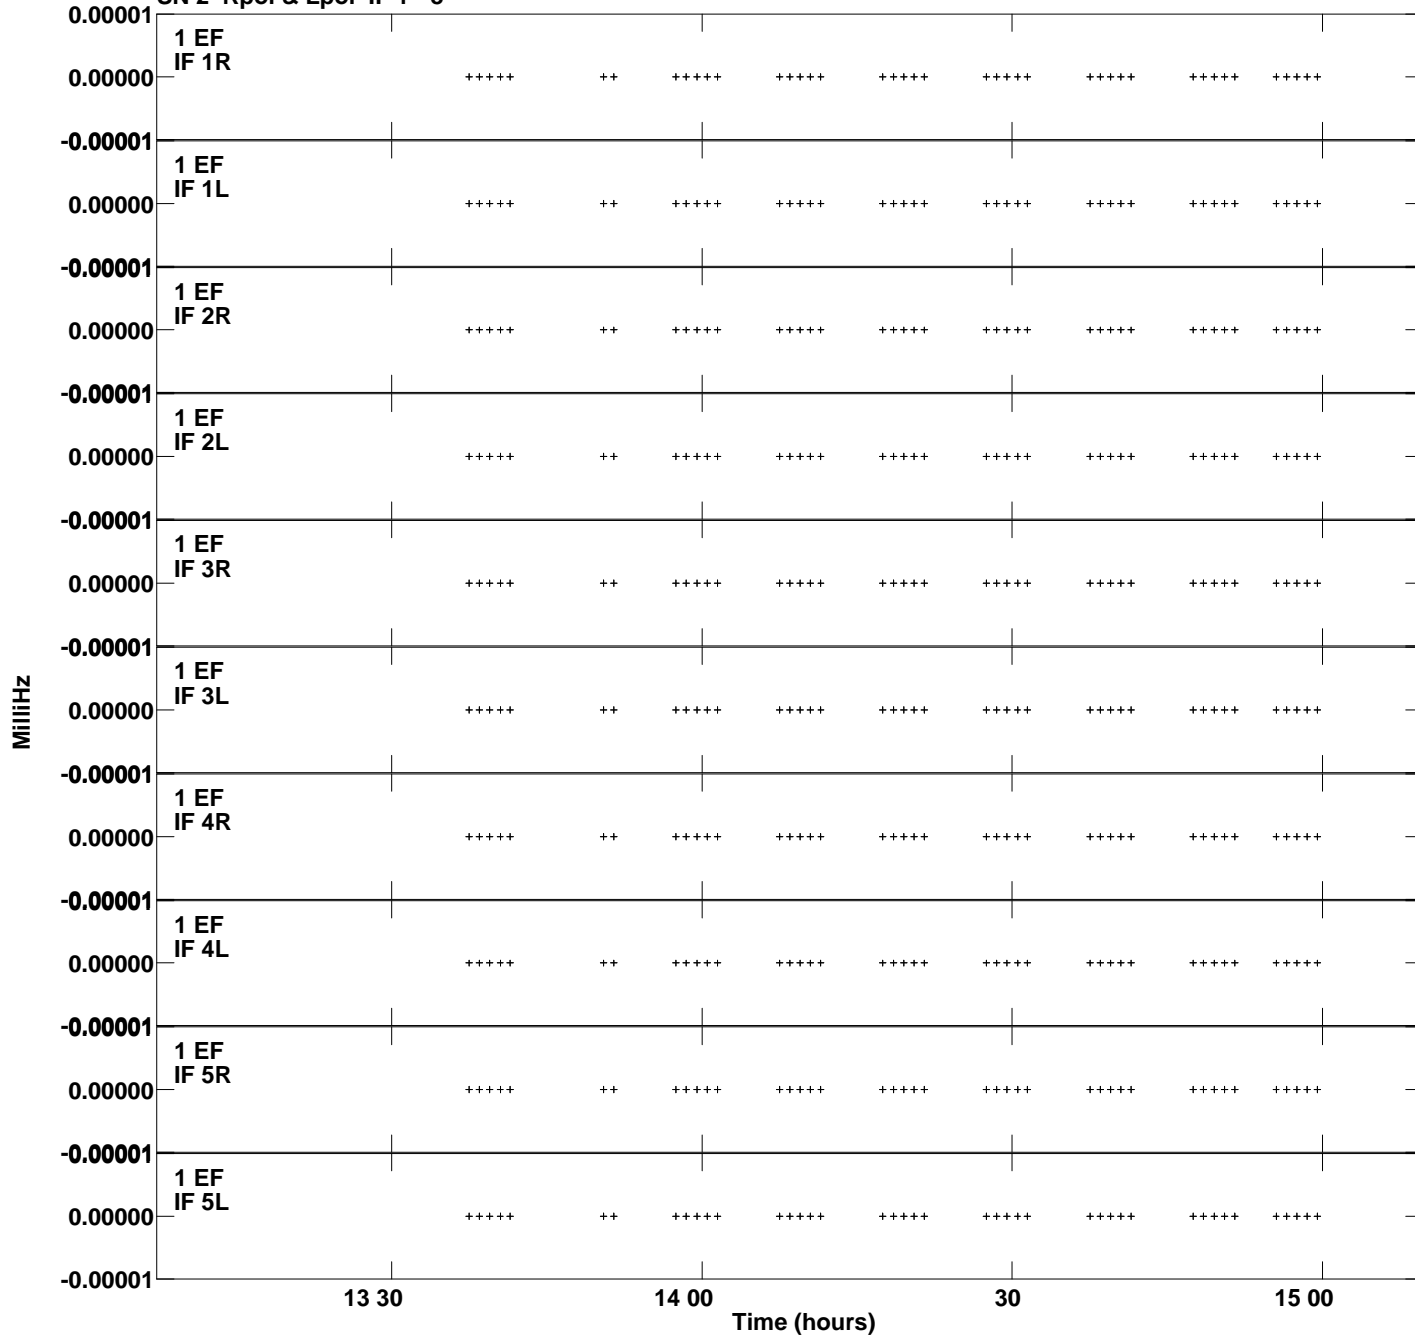 0.00001
1 EF
IF 1R
0.00000
-0.00001
1 EF
IF 1L
0.00000
-0.00001
1 EF
IF 2R
0.00000
-0.00001
1 EF
IF 2L
0.00000
-0.00001
1 EF
IF 3R
0.00000
-0.00001
1 EF
IF 3L
0.00000
-0.00001
1 EF
IF 4R
0.00000
-0.00001
1 EF
IF 4L
0.00000
-0.00001
1 EF
IF 5R
0.00000
-0.00001
1 EF
IF 5L
0.00000
-0.00001
MilliHz
13 30
14 00
30
15 00
Time (hours)